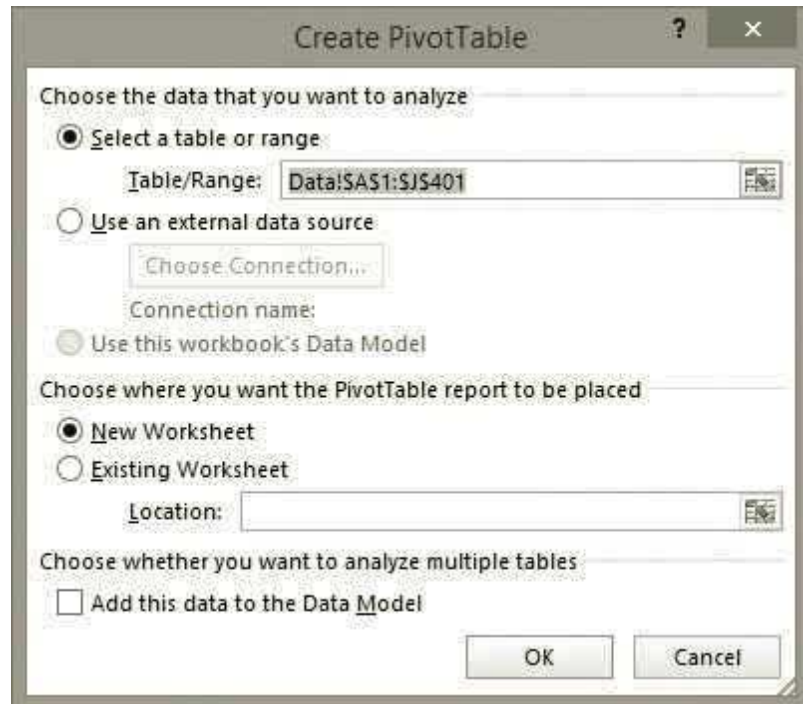 Create PivotTable
? ×
Choose the data that you want to analyze
Select a table or range
Table/Range: Data!$A$1:$J$401
Use an external data source
Choose Connection...
Connection name:
Use this workbook's Data Model
Choose where you want the PivotTable report to be placed
New Worksheet
Existing Worksheet
Location:
Choose whether you want to analyze multiple tables
Add this data to the Data Model
OK Cancel